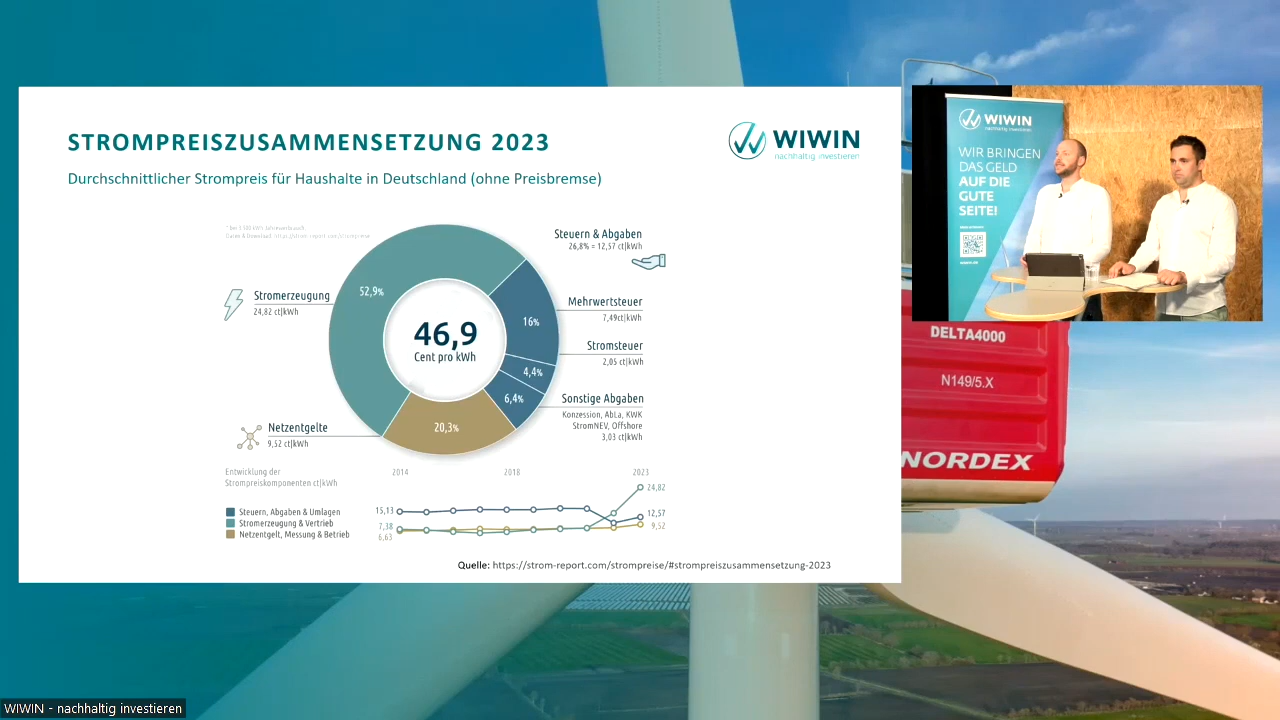 STROMPREISZUSAMMENSETZUNG 2023
Durchschnittlicher Strompreis für Haushalte in Deutschland (ohne Preisbremse)
WIWIN
nachhaltig investieren
Steuern & Abgaben
26,8% = 12,57 ct|kWh
Stromerzeugung
24,82 ct|kWh
52,9%
46,9
Cent pro kWh
16%
4,4%
6,4%
20,3%
Mehrwertsteuer
7,49ct|kWh
Stromsteuer
2,05 ct|kWh
Sonstige Abgaben
Konzession, AbLa, KWK
StromNEV, Offshore
3,03 ct|kWh
Netzentgelte
9,52 ct|kWh
Entwicklung der
Strompreiskomponenten ct|kWh
2014
2018
2023
Steuern, Abgaben & Umlagen
Stromerzeugung & Vertrieb
Netzentgelt, Messung & Betrieb
15,13
7,38
6,63
24,82
12,57
9,52
Quelle: https://strom-report.com/strompreise/#strompreiszusammensetzung-2023
WIWIN
nachhaltig investieren
WIR BRINGEN
DAS GELD
AUF DIE
GUTE
SEITE!
DELTA4000
N149/5.X
NORDEX
WIWIN - nachhaltig investieren